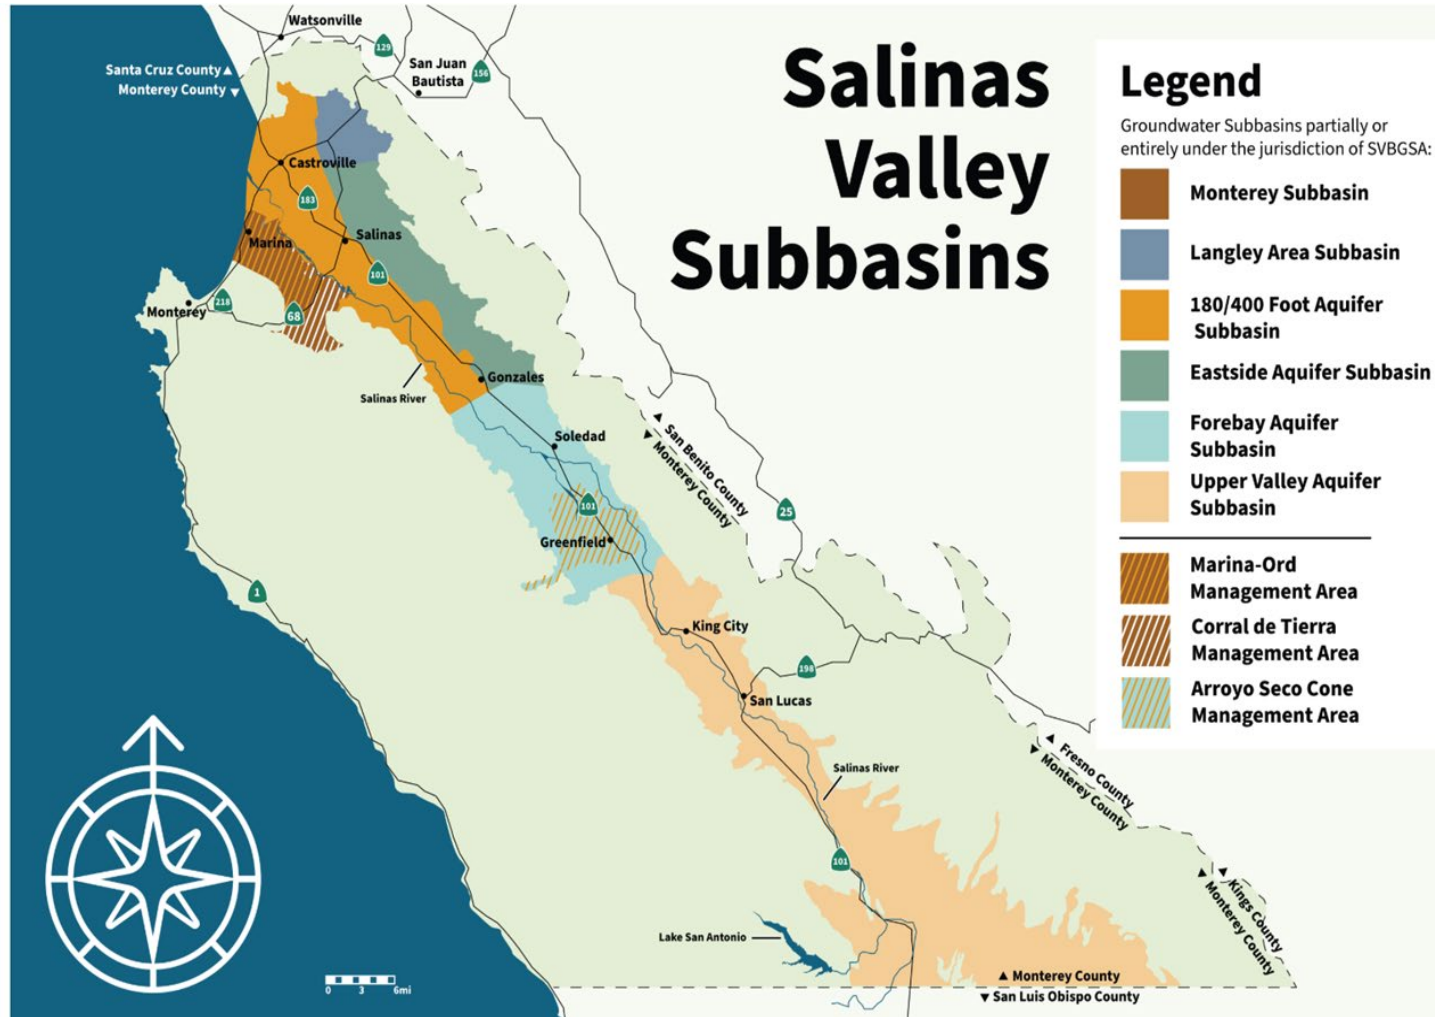 Salinas
Valley
Subbasins
Legend
Groundwater Subbasins partially or
entirely under the jurisdiction of SVBGSA:
Monterey Subbasin
Langley Area Subbasin
180/400 Foot Aquifer
Subbasin
Eastside Aquifer Subbasin
Forebay Aquifer
Subbasin
Upper Valley Aquifer
Subbasin
Marina-Ord
Management Area
Corral de Tierra
Management Area
Arroyo Seco Cone
Management Area
Watsonville
129
San Juan
Bautista
156
Santa Cruz County ▲
Monterey County ▼
Castroville
183
Marina
Salinas
101
Monterey
218
68
Salinas River
Gonzales
Soledad
▲ San Benito County
▼ Monterey County
25
101
Greenfield
1
King City
198
San Lucas
Salinas River
▲ Fresno County
▼ Monterey County
101
▲ Kings County
▼ Monterey County
Lake San Antonio
▲ Monterey County
▼ San Luis Obispo County
0 3 6mi